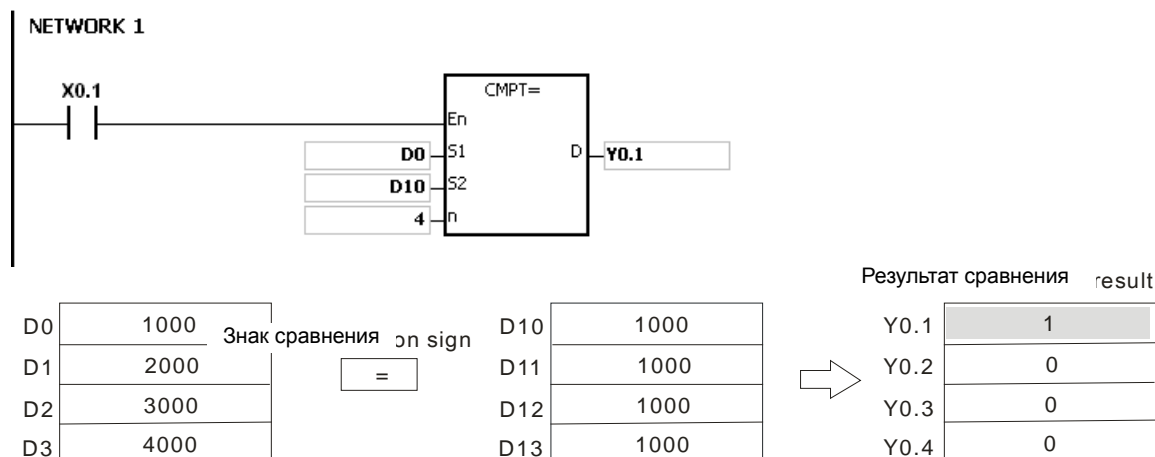 NETWORK 1
X0.1
CMPT=
En
D0 S1 D Y0.1
D10 S2
4 n
Результат сравнения result
D0 1000 Знак сравнения on sign D10 1000 Y0.1 1
D1 2000 = D11 1000 Y0.2 0
D2 3000 D12 1000 Y0.3 0
D3 4000 D13 1000 Y0.4 0